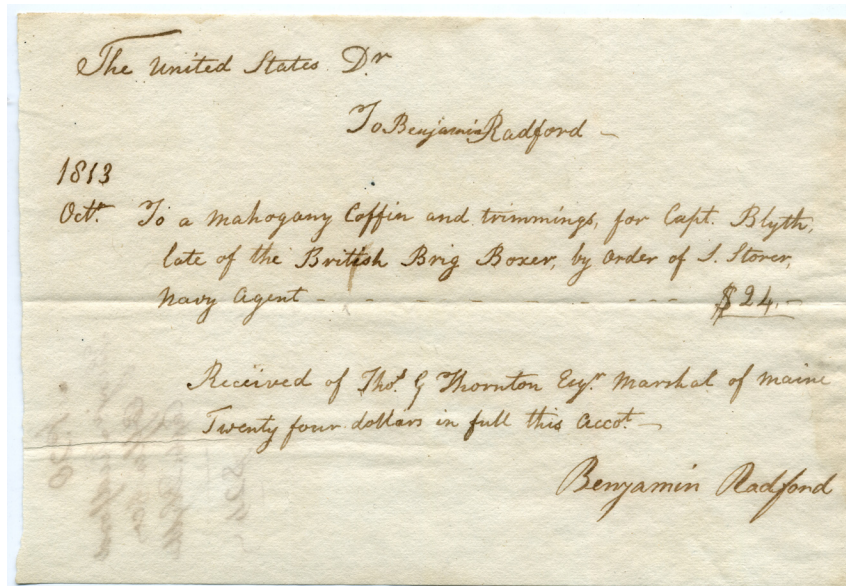 The United States Dr
To Benjamin Radford –
1813
Octr. To a mahogany Coffin and trimmings, for Capt. Blyth,
late of the British Brig Boxer, by order of S. Storer,
Navy Agent - - - - - - - - - - $24.–
Received of Thos. G Thornton Esqr. Marshal of Maine
Twenty four dollars in full this Accot. –
Benjamin Radford